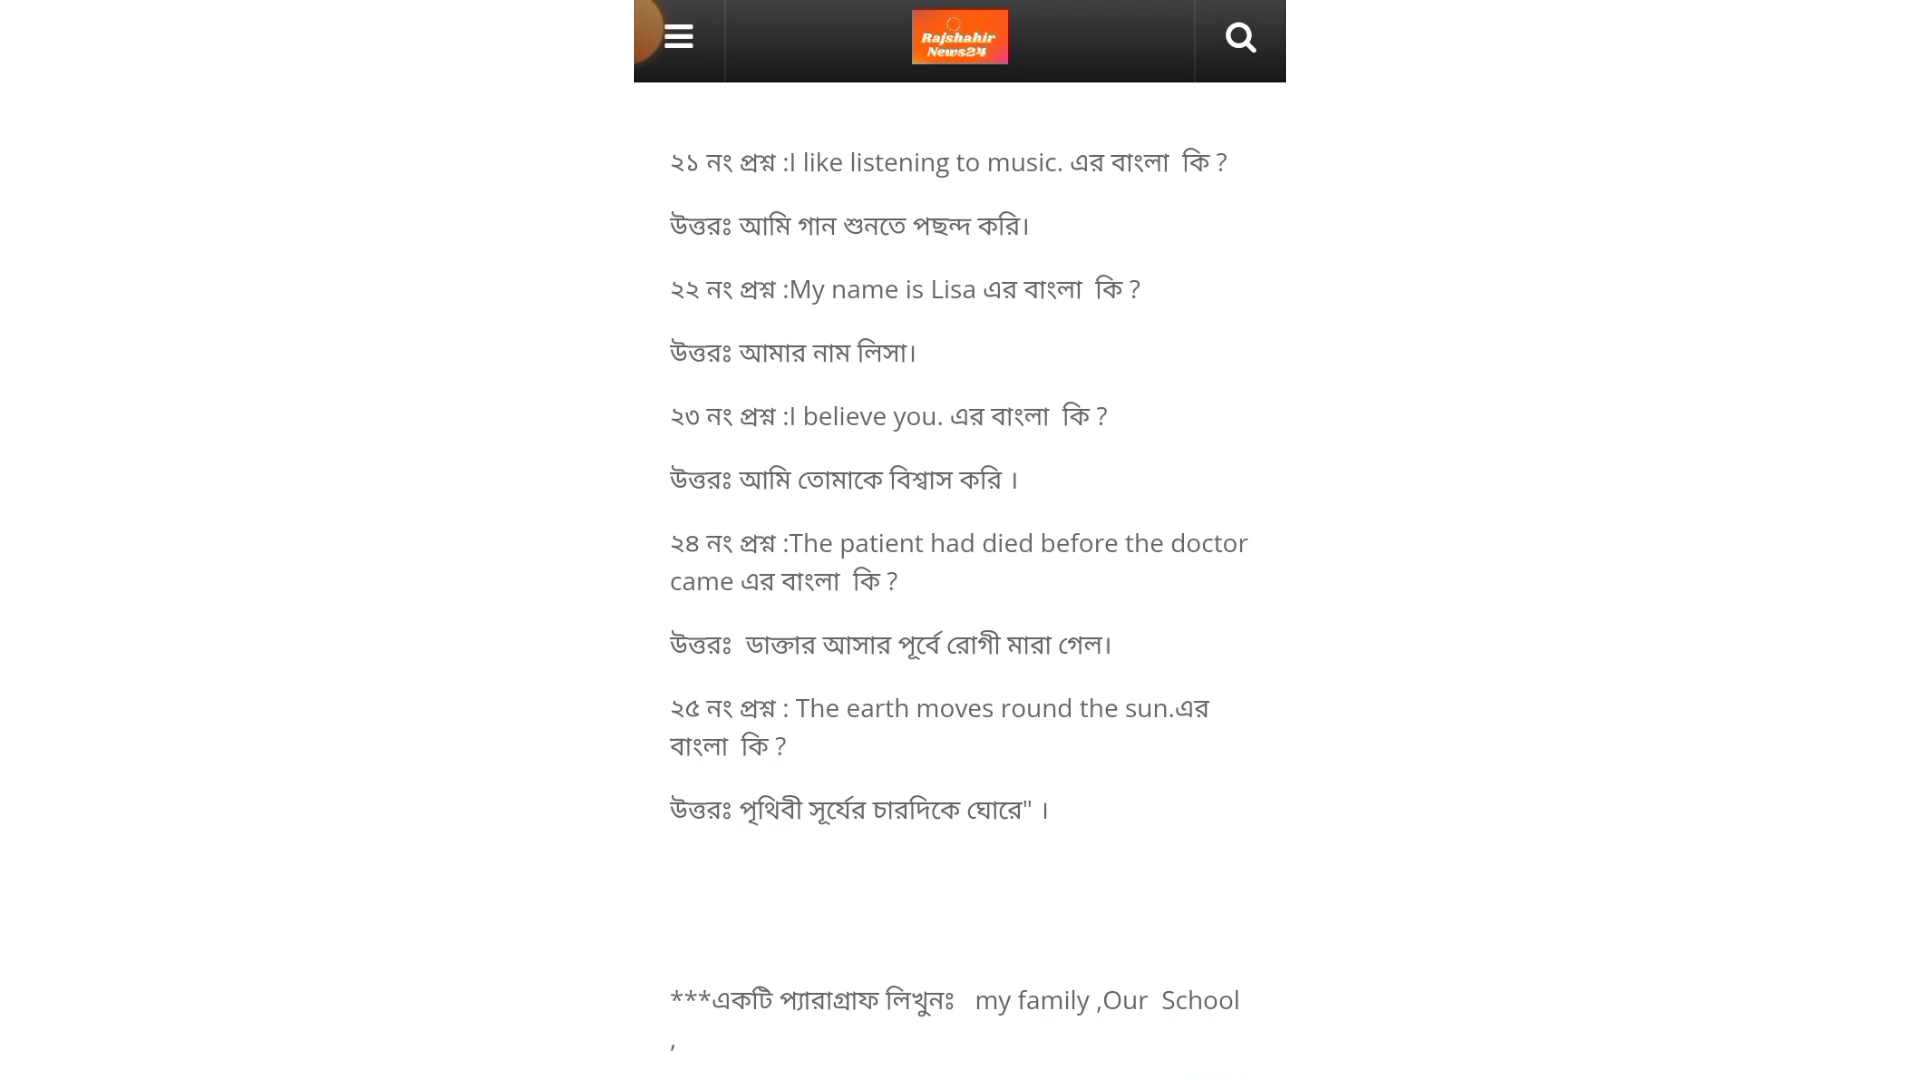 Rajshahir
News24
২১ নং প্রশ্ন :I like listening to music. এর বাংলা  কি ?
উত্তরঃ আমি গান শুনতে পছন্দ করি।
২২ নং প্রশ্ন :My name is Lisa এর বাংলা  কি ?
উত্তরঃ আমার নাম লিসা।
২৩ নং প্রশ্ন :I believe you. এর বাংলা  কি ?
উত্তরঃ আমি তোমাকে বিশ্বাস করি ।
২৪ নং প্রশ্ন :The patient had died before the doctor
came এর বাংলা  কি ?
উত্তরঃ  ডাক্তার আসার পূর্বে রোগী মারা গেল।
২৫ নং প্রশ্ন : The earth moves round the sun.এর
বাংলা  কি ?
উত্তরঃ পৃথিবী সূর্যের চারদিকে ঘোরে" ।
***একটি প্যারাগ্রাফ লিখুনঃ   my family ,Our  School
,